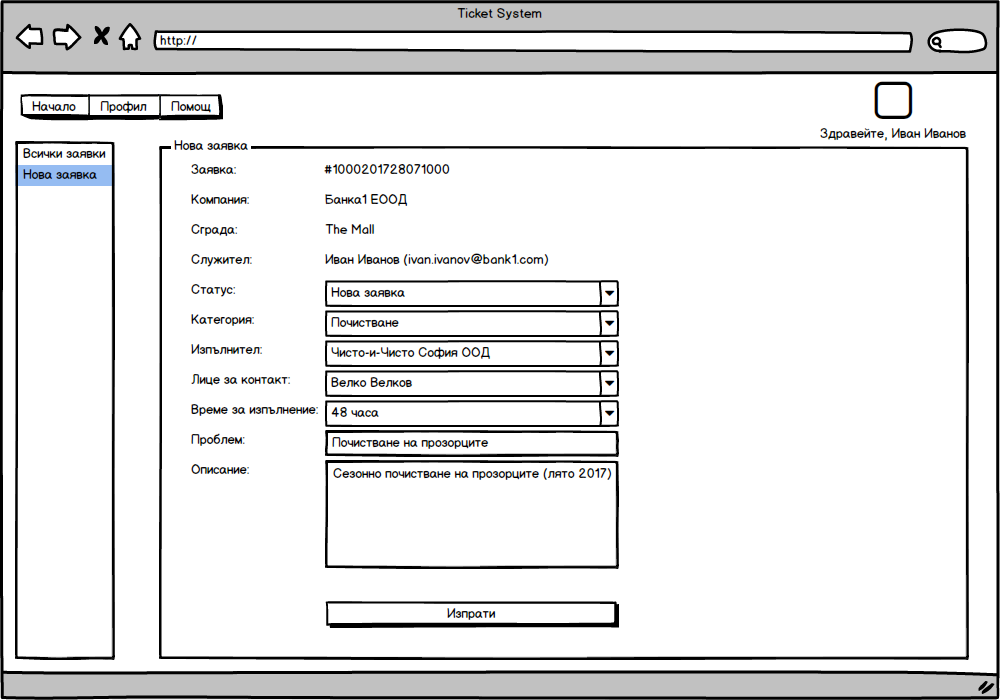 Ticket System
http://
Начало Профил Помощ
Здравейте, Иван Иванов
Всички заявки
Нова заявка
Нова заявка
Заявка: #1000201728071000
Компания: Банка1 ЕООД
Сграда: The Mall
Служител: Иван Иванов (ivan.ivanov@bank1.com)
Статус: Нова заявка
Категория: Почистване
Изпълнител: Чисто-и-Чисто София ООД
Лице за контакт: Велко Велков
Време за изпълнение: 48 часа
Проблем: Почистване на прозорците
Описание: Сезонно почистване на прозорците (лято 2017)
Изпрати